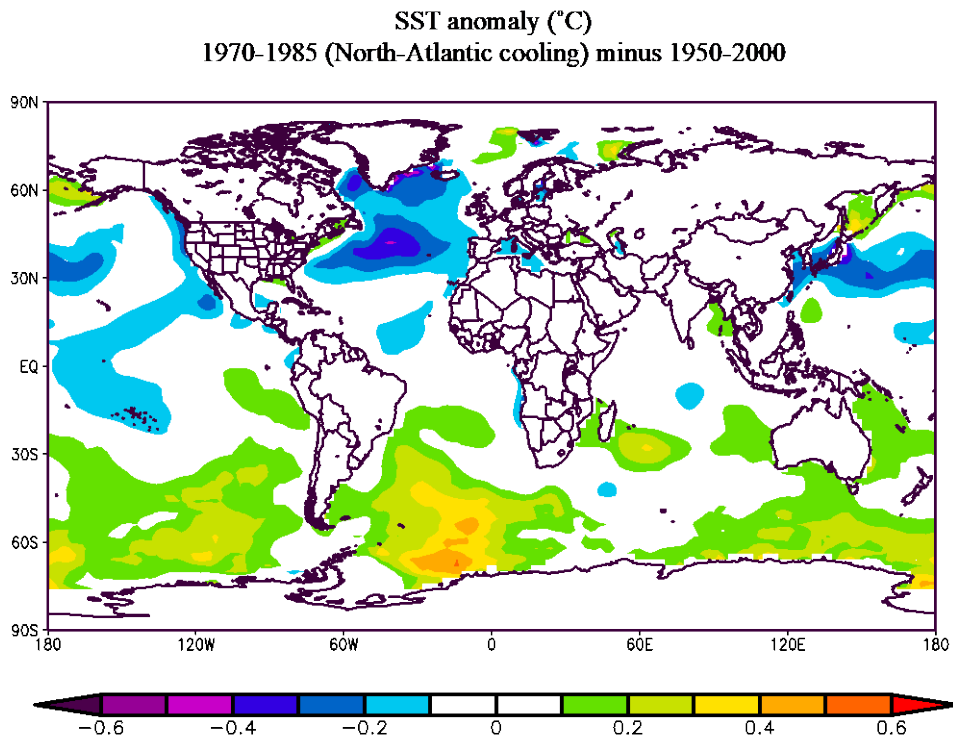 SST anomaly (°C)
1970-1985 (North-Atlantic cooling) minus 1950-2000
90N
60N
30N
EQ
30S
60S
90S
180 120W 60W 0 60E 120E 180
-0.6 -0.4 -0.2 0 0.2 0.4 0.6